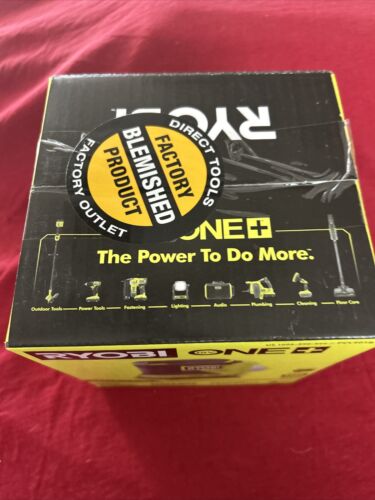 RYOBI
DIRECT TOOLS
FACTORY
BLEMISHED
PRODUCT
FACTORY OUTLET
ONE+
The Power To Do More.™
Outdoor Tools Power Tools Fastening Lighting Audio Plumbing Cleaning Floor Care
RYOBI ONE+